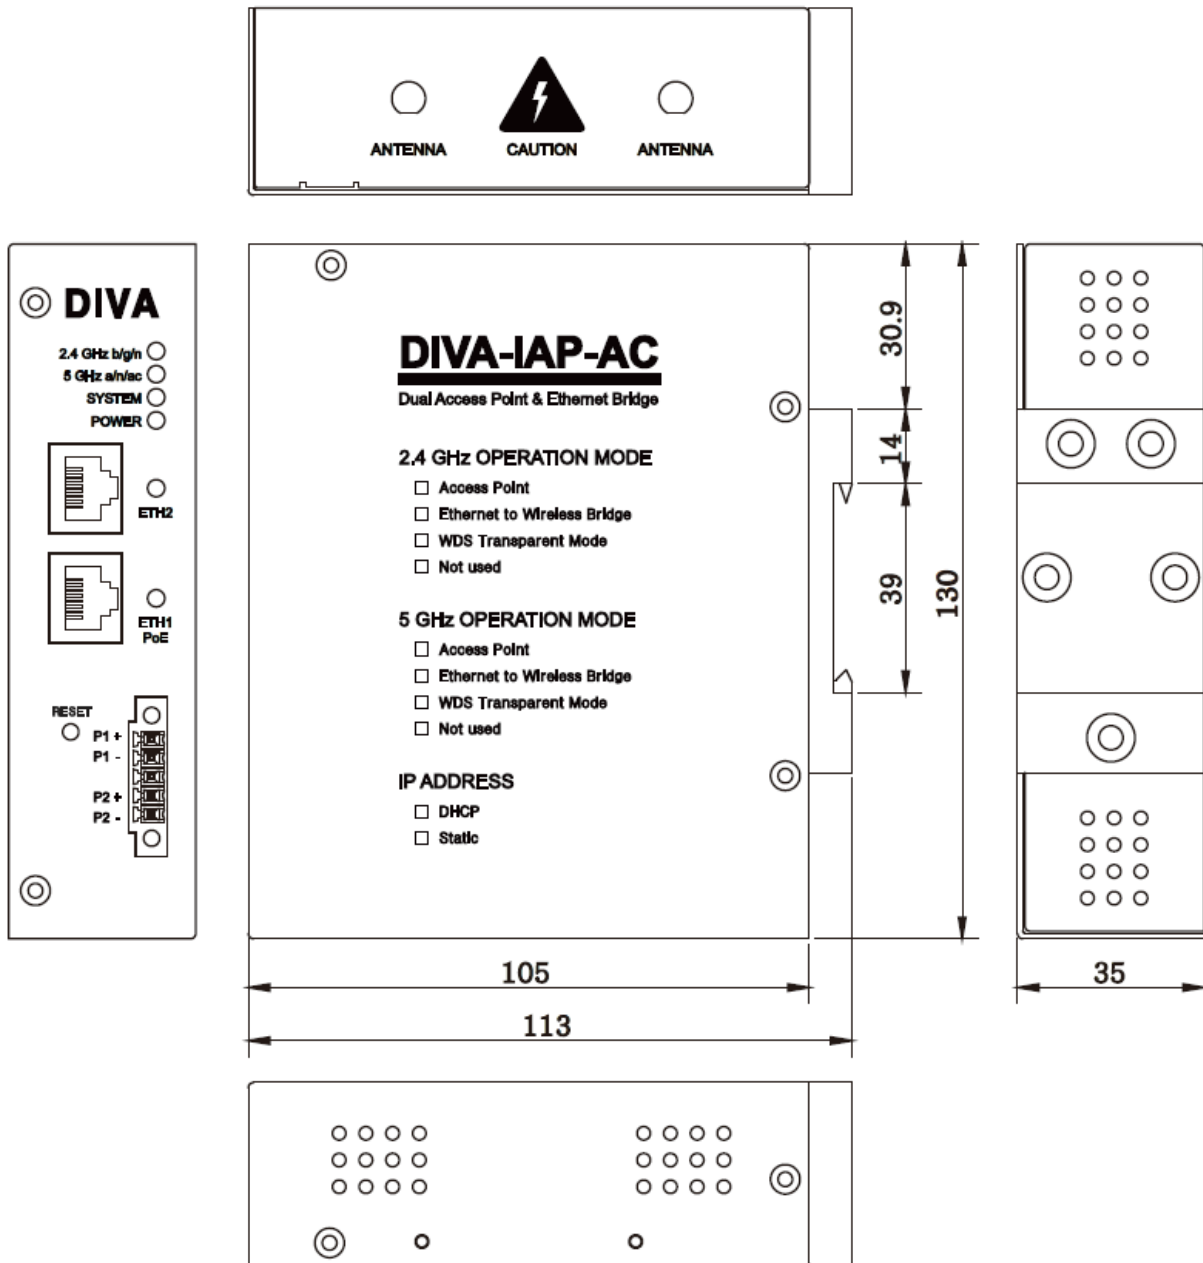 ANTENNA
CAUTION
ANTENNA
DIVA
2.4 GHz b/g/n
5 GHz a/n/ac
SYSTEM
POWER
ETH2
ETH1
PoE
RESET
P1 +
P1 -
P2 +
P2 -
DIVA-IAP-AC
Dual Access Point & Ethernet Bridge
2.4 GHz OPERATION MODE
Access Point
Ethernet to Wireless Bridge
WDS Transparent Mode
Not used
5 GHz OPERATION MODE
Access Point
Ethernet to Wireless Bridge
WDS Transparent Mode
Not used
IP ADDRESS
DHCP
Static
30.9
14
39
130
105
113
35